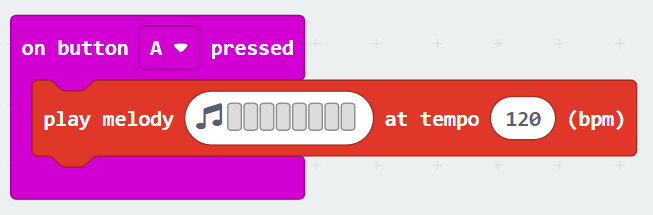 on button A pressed
play melody at tempo 120 (bpm)